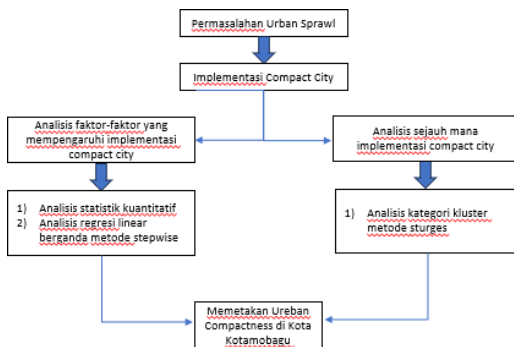 Permasalahan Urban Sprawl
Implementasi Compact City
Analisis faktor-faktor yang
mempengaruhi implementasi
compact city
Analisis sejauh mana
implementasi compact city
1) Analisis statistik kuantitatif
2) Analisis regresi linear
berganda metode stepwise
1) Analisis kategori kluster
metode sturges
Memetakan Ureban
Compactness di Kota
Kotamobagu